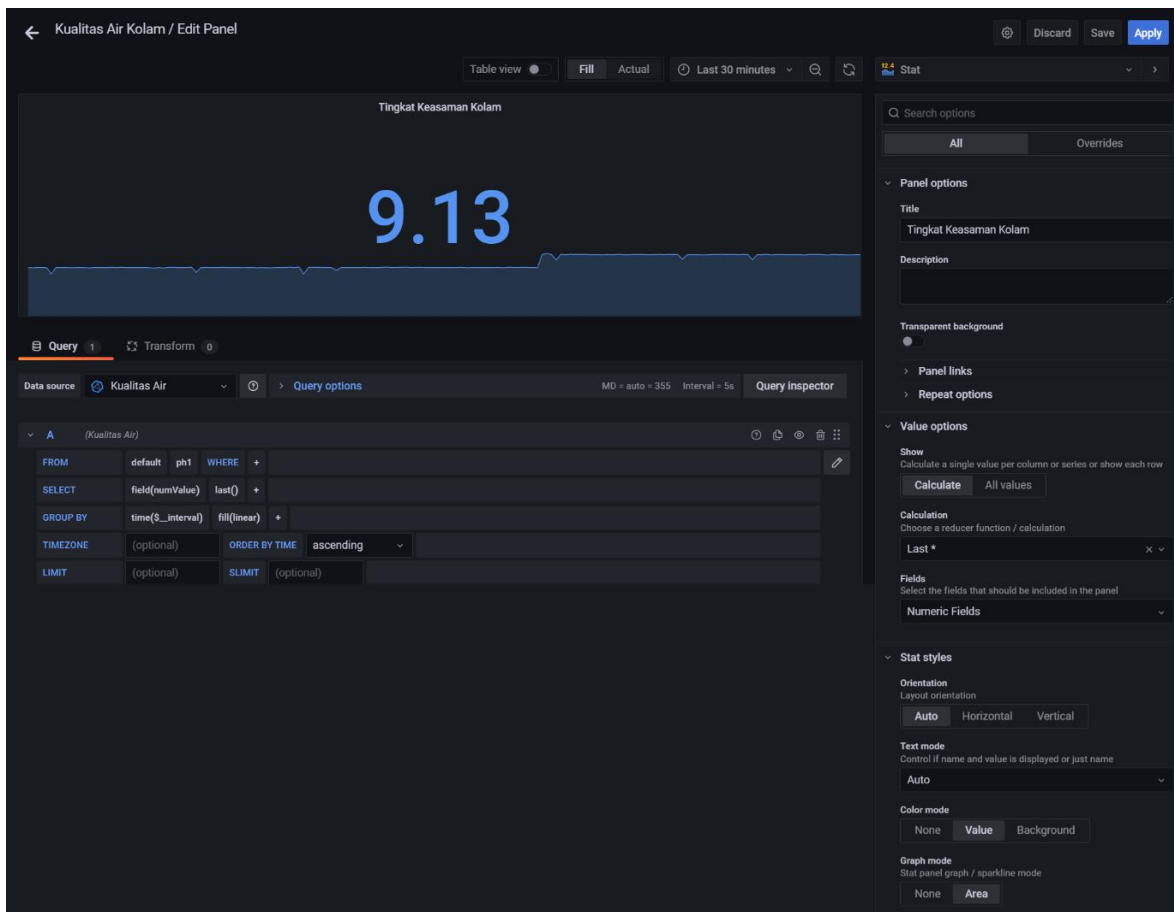 Kualitas Air Kolam / Edit Panel
Discard Save Apply
Table view Fill Actual Last 30 minutes
12.4 Stat
Tingkat Keasaman Kolam
9.13
Query 1 Transform 0
Data source Kualitas Air > Query options MD = auto = 355 Interval = 5s Query inspector
A (Kualitas Air)
FROM default ph1 WHERE +
SELECT field(numValue) last() +
GROUP BY time($__interval) fill(linear) +
TIMEZONE (optional) ORDER BY TIME ascending
LIMIT (optional) SLIMIT (optional)
Search options
All Overrides
Panel options
Title
Tingkat Keasaman Kolam
Description
Transparent background
Panel links
Repeat options
Value options
Show
Calculate a single value per column or series or show each row
Calculate All values
Calculation
Choose a reducer function / calculation
Last *
Fields
Select the fields that should be included in the panel
Numeric Fields
Stat styles
Orientation
Layout orientation
Auto Horizontal Vertical
Text mode
Control if name and value is displayed or just name
Auto
Color mode
None Value Background
Graph mode
Stat panel graph / sparkline mode
None Area